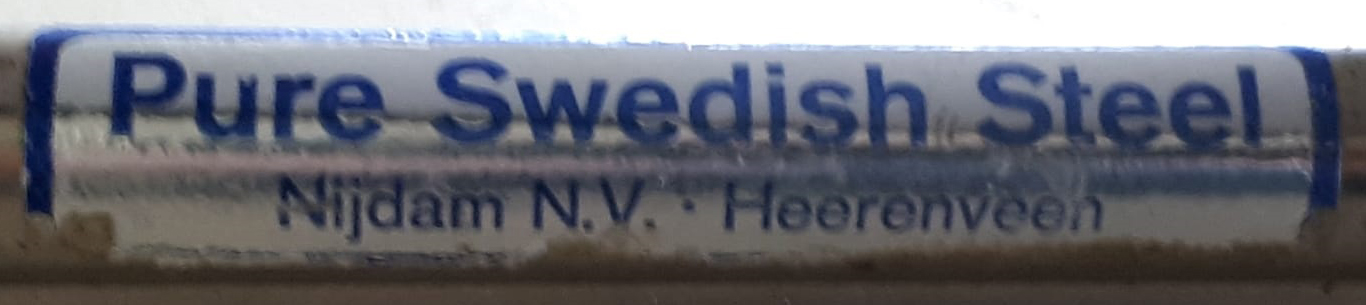 Pure Swedish Steel
Nijdam N.V. · Heerenveen